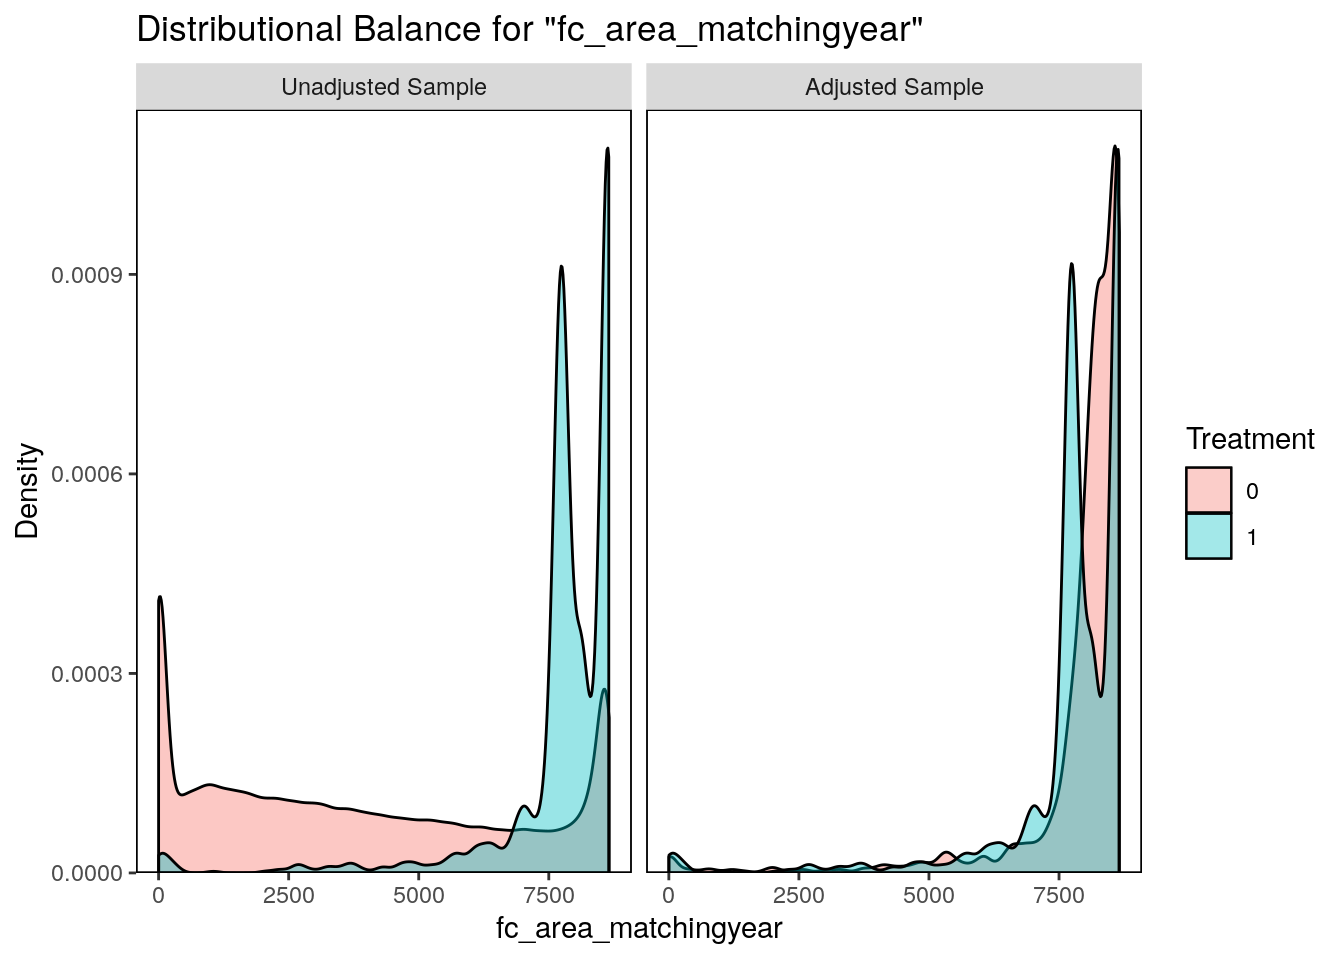 Distributional Balance for "fc_area_matchingyear"
Unadjusted Sample
Adjusted Sample
Density
0.0009
0.0006
0.0003
0.0000
0
2500
5000
7500
0
2500
5000
7500
fc_area_matchingyear
Treatment
0
1